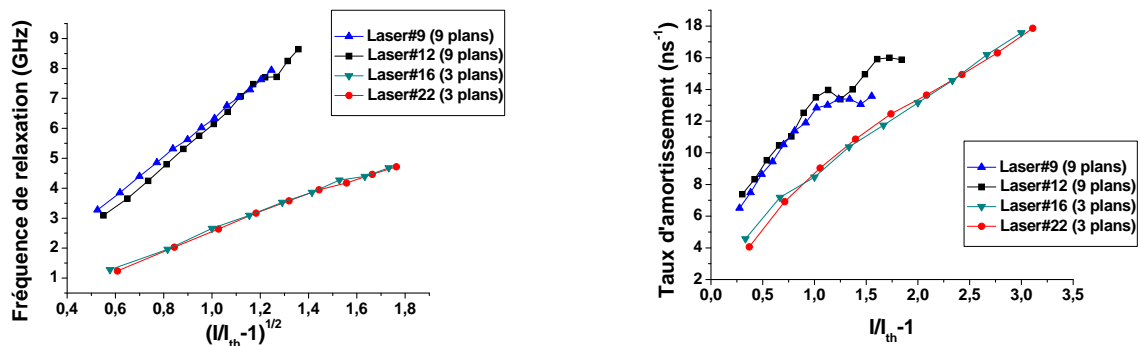 Fréquence de relaxation (GHz)
9
8
7
6
5
4
3
2
1
0,4 0,6 0,8 1,0 1,2 1,4 1,6 1,8
(I/I_th-1)^1/2
Laser#9 (9 plans)
Laser#12 (9 plans)
Laser#16 (3 plans)
Laser#22 (3 plans)
Taux d'amortissement (ns^-1)
18
16
14
12
10
8
6
4
2
0,0 0,5 1,0 1,5 2,0 2,5 3,0 3,5
I/I_th-1
Laser#9 (9 plans)
Laser#12 (9 plans)
Laser#16 (3 plans)
Laser#22 (3 plans)